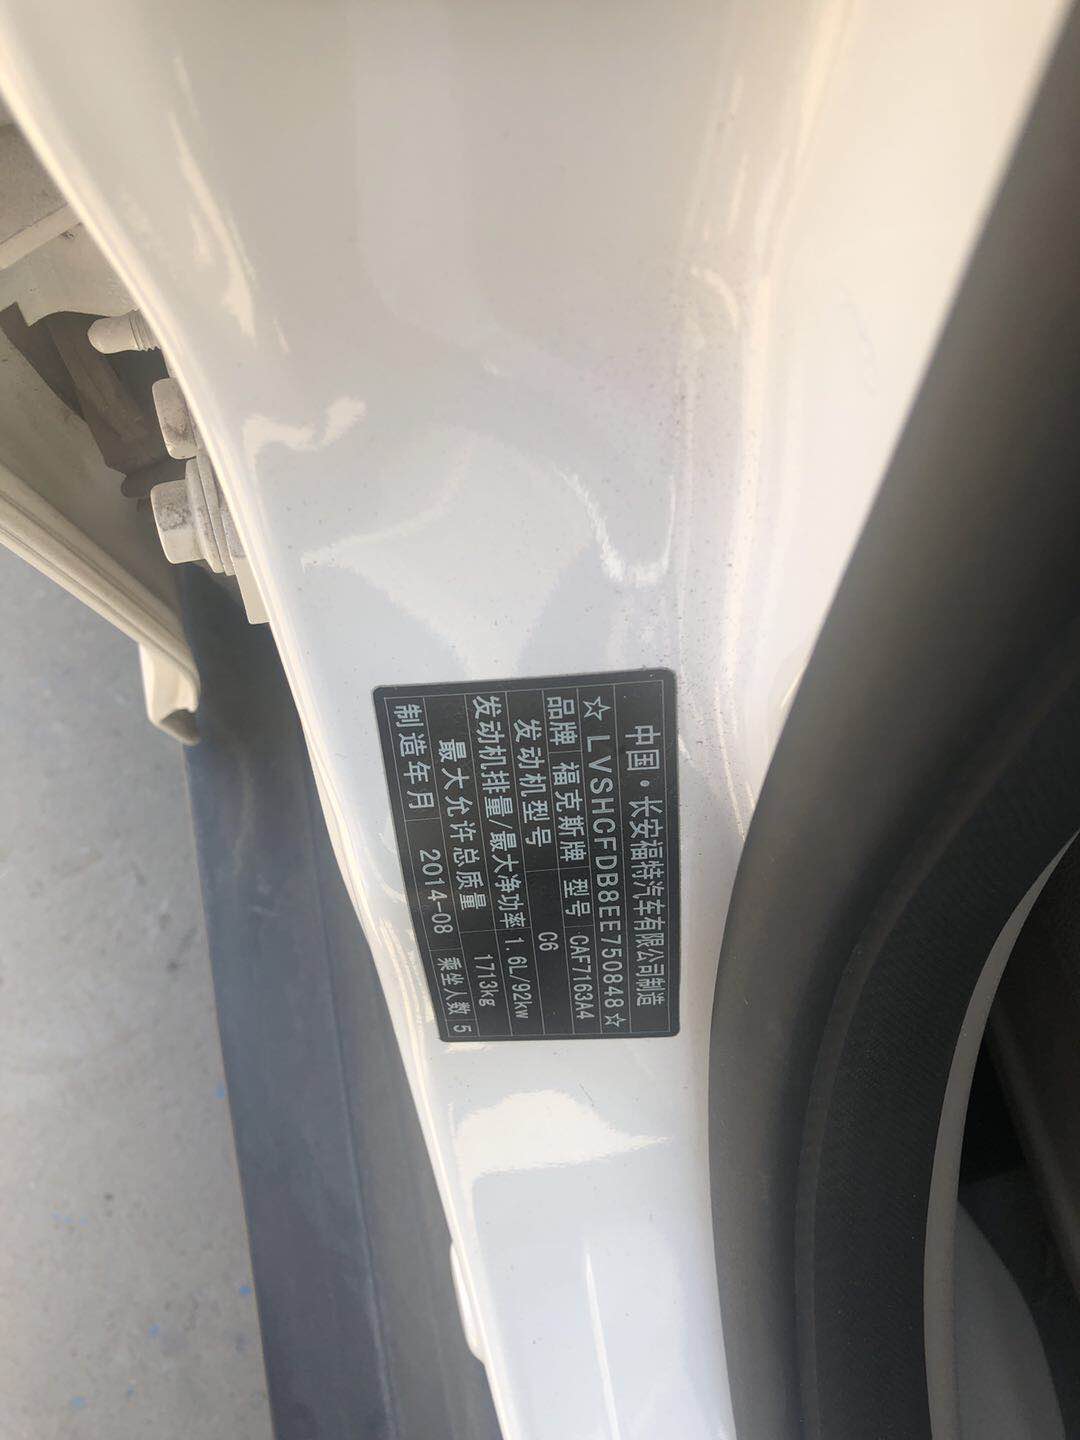 中国·长安福特汽车有限公司制造
☆LVSHCFDB8EE750848☆
品牌 福克斯牌 型号 CAF7163A4
发动机型号 C6
发动机排量/最大净功率 1.6L/92kw
最大允许总质量 1713kg
制造年月 2014-08 乘坐人数 5